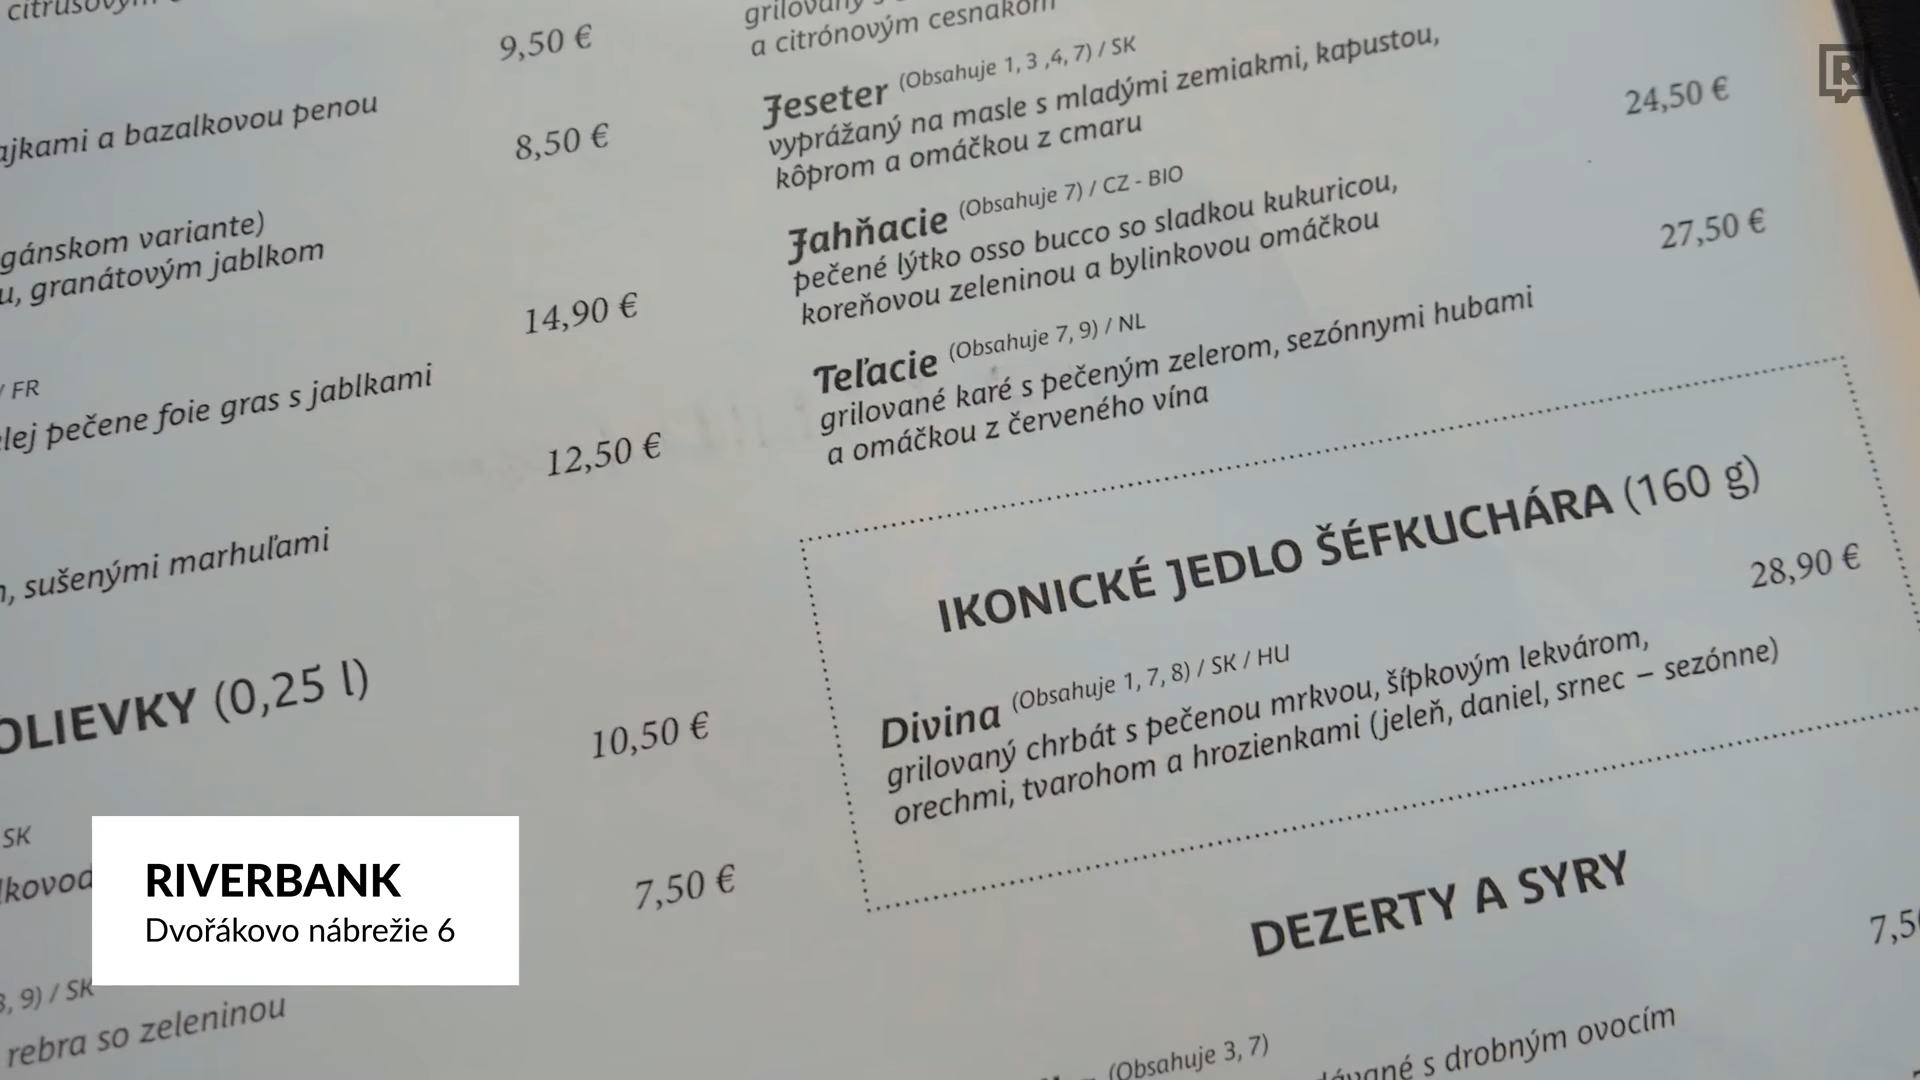 9,50 €
ajkami a bazalkovou penou
8,50 €
gánskom variante)
u, granátovým jablkom
14,90 €
/ FR
lej pečene foie gras s jablkami
12,50 €
sušenými marhuľami
OLIEVKY (0,25 l)
10,50 €
SK
7,50 €
9) / SK
rebra so zeleninou
a citrónovým cesnakom
Jeseter (Obsahuje 1, 3 ,4, 7) / SK
vyprážaný na masle s mladými zemiakmi, kapustou,
kôprom a omáčkou z cmaru
24,50 €
Jahňacie (Obsahuje 7) / CZ - BIO
pečené lýtko osso bucco so sladkou kukuricou,
koreňovou zeleninou a bylinkovou omáčkou
27,50 €
Teľacie (Obsahuje 7, 9) / NL
grilované karé s pečeným zelerom, sezónnymi hubami
a omáčkou z červeného vína
IKONICKÉ JEDLO ŠÉFKUCHÁRA (160 g)
28,90 €
Divina (Obsahuje 1, 7, 8) / SK / HU
grilovaný chrbát s pečenou mrkvou, šípkovým lekvárom,
orechmi, tvarohom a hrozienkami (jeleň, daniel, srnec – sezónne)
DEZERTY A SYRY
7,5
(Obsahuje 3, 7)
s drobným ovocím
R
RIVERBANK
Dvořákovo nábrežie 6